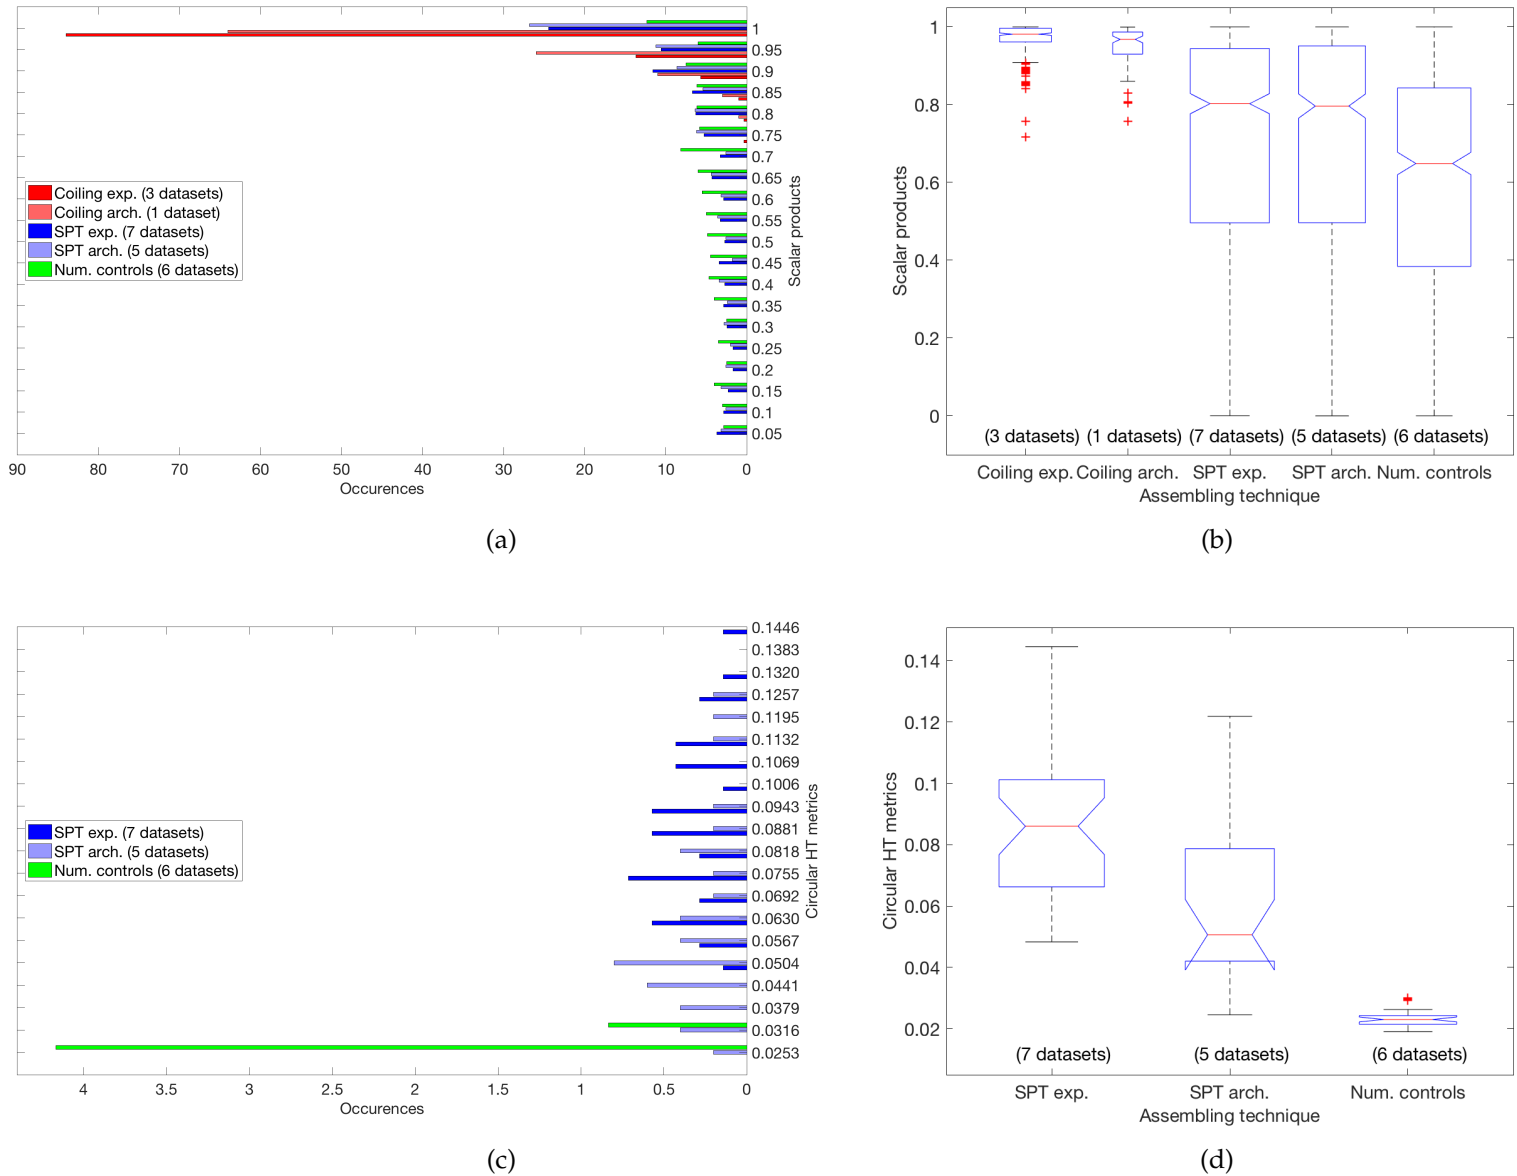 1
0.95
0.9
0.85
0.8
0.75
0.7
0.65
0.6
0.55
0.5
0.45
0.4
0.35
0.3
0.25
0.2
0.15
0.1
0.05
Scalar products
Coiling exp. (3 datasets)
Coiling arch. (1 dataset)
SPT exp. (7 datasets)
SPT arch. (5 datasets)
Num. controls (6 datasets)
90 80 70 60 50 40 30 20 10 0
Occurences
(a)
1
0.8
0.6
0.4
0.2
0
Scalar products
(3 datasets) (1 datasets) (7 datasets) (5 datasets) (6 datasets)
Coiling exp. Coiling arch. SPT exp. SPT arch. Num. controls
Assembling technique
(b)
0.1446
0.1383
0.1320
0.1257
0.1195
0.1132
0.1069
0.1006
0.0943
0.0881
0.0818
0.0755
0.0692
0.0630
0.0567
0.0504
0.0441
0.0379
0.0316
0.0253
Circular HT metrics
SPT exp. (7 datasets)
SPT arch. (5 datasets)
Num. controls (6 datasets)
4 3.5 3 2.5 2 1.5 1 0.5 0
Occurences
(c)
0.14
0.12
0.1
0.08
0.06
0.04
0.02
Circular HT metrics
(7 datasets) (5 datasets) (6 datasets)
SPT exp. SPT arch. Num. controls
Assembling technique
(d)